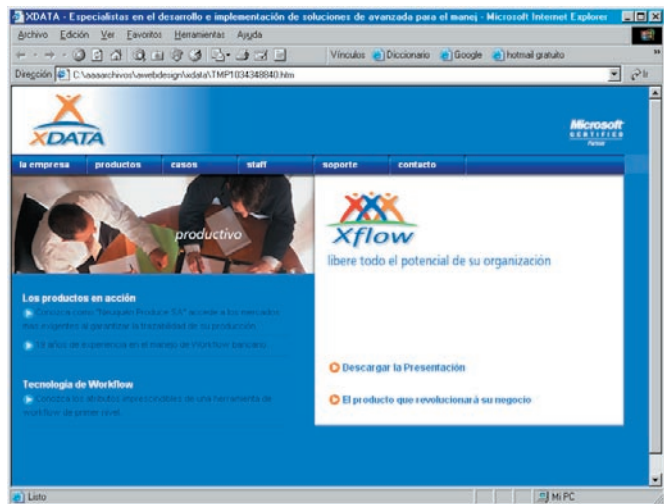 XDATA - Especialistas en el desarrollo e implementación de soluciones de avanzada para el manej - Microsoft Internet Explorer
Archivo Edición Ver Favoritos Herramientas Ayuda
Vínculos Diccionario Google hotmail gratuito
Dirección C:\aaaarchivos\awebdesign\xdata\TMP1034348840.htm
XDATA
Microsoft
CERTIFIED
Partner
la empresa productos casos staff soporte contacto
productivo
Xflow
libere todo el potencial de su organización
Los productos en acción
Conozca como "Neuquén Produce SA" accede a los mercados
mas exigentes al garantizar la trazabilidad de su producción
19 años de experiencia en el manejo de Workflow bancario
Tecnología de Workflow
Conozca los atributos imprescindibles de una herramienta de
workflow de primer nivel
Descargar la Presentación
El producto que revolucionará su negocio
Listo
Mi PC